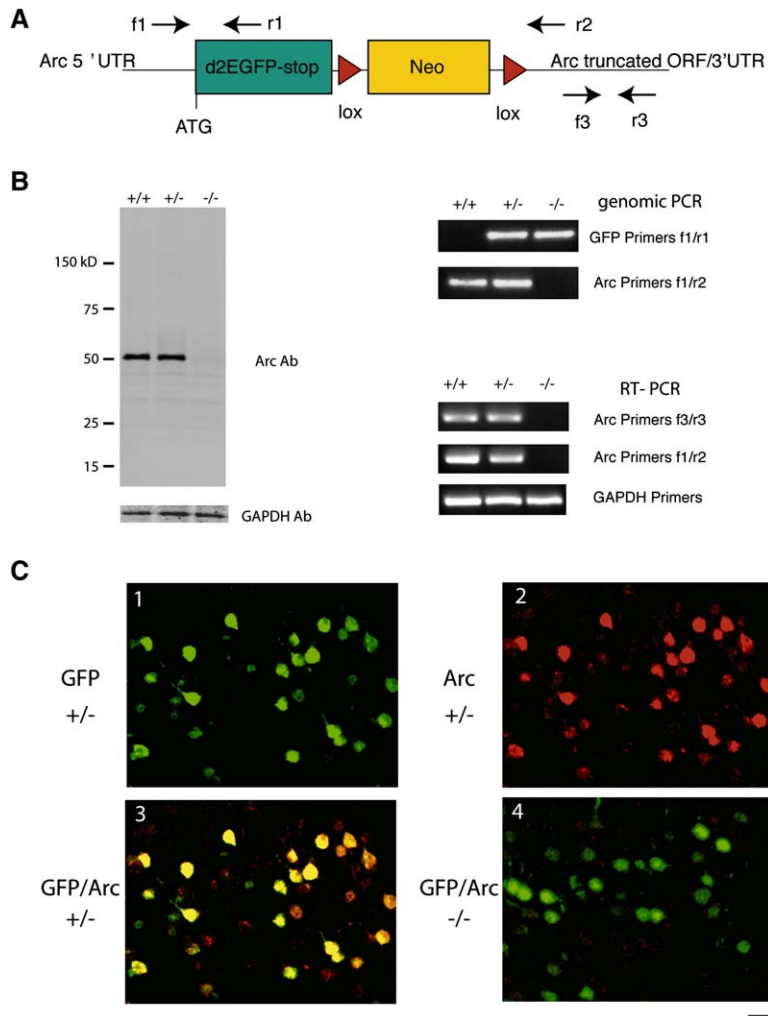 A
f1
r1
r2
Arc 5 'UTR
d2EGFP-stop
Neo
Arc truncated ORF/3'UTR
lox
lox
ATG
f3
r3
B
+/+ +/- -/-
150 kD
75
50
25
15
Arc Ab
GAPDH Ab
+/+ +/- -/- genomic PCR
GFP Primers f1/r1
Arc Primers f1/r2
+/+ +/- -/- RT- PCR
Arc Primers f3/r3
Arc Primers f1/r2
GAPDH Primers
C
1
GFP
+/-
2
Arc
+/-
3
GFP/Arc
+/-
4
GFP/Arc
-/-